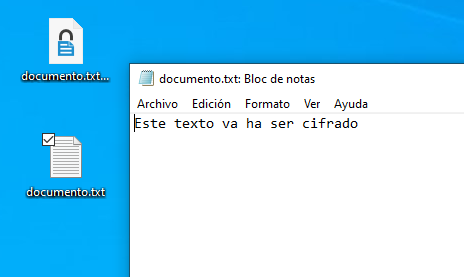 documento.txt...
documento.txt
documento.txt: Bloc de notas
Archivo Edición Formato Ver Ayuda
Este texto va ha ser cifrado